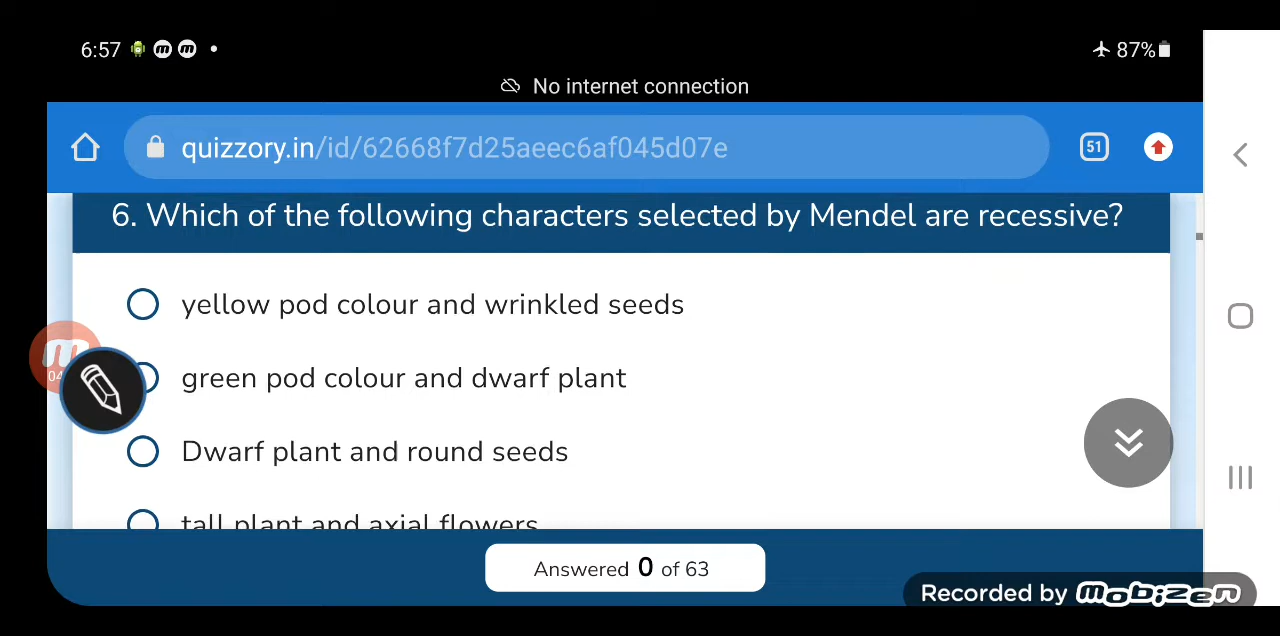 6:57
87%
No internet connection
quizzory.in/id/62668f7d25aeec6af045d07e
51
6. Which of the following characters selected by Mendel are recessive?
yellow pod colour and wrinkled seeds
green pod colour and dwarf plant
Dwarf plant and round seeds
tall plant and axial flowers
04
Answered 0 of 63
Recorded by mobizen